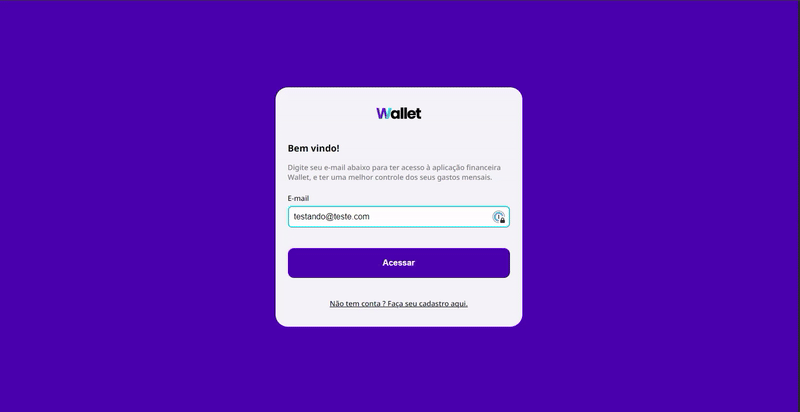 Wallet
Bem vindo!
Digite seu e-mail abaixo para ter acesso à aplicação financeira
Wallet, e ter uma melhor controle dos seus gastos mensais.
E-mail
testando@teste.com
Acessar
Não tem conta ? Faça seu cadastro aqui.